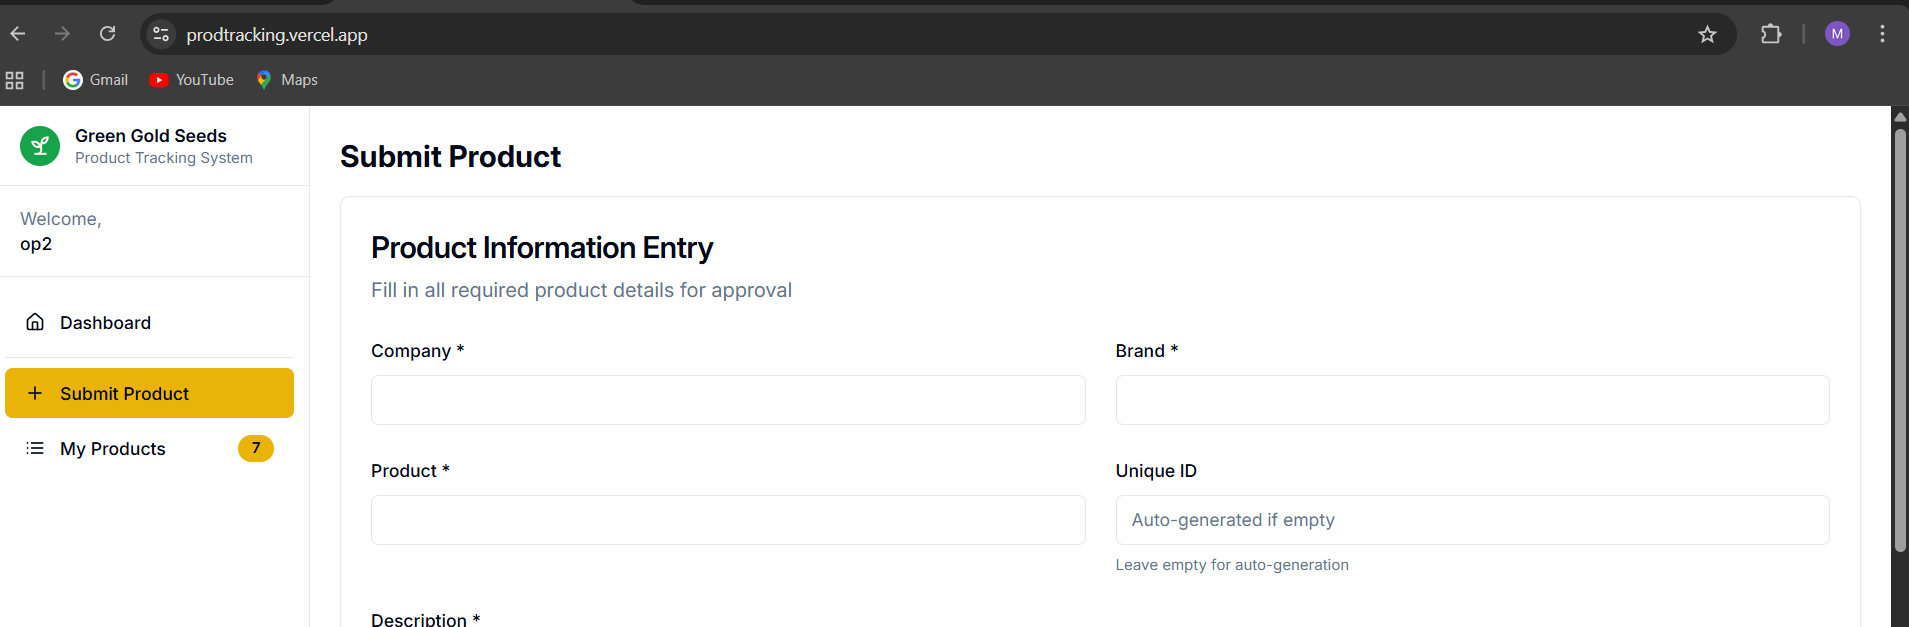 prodtracking.vercel.app
M
Gmail
YouTube
Maps
Green Gold Seeds
Product Tracking System
Welcome,
op2
Dashboard
Submit Product
My Products 7
Submit Product
Product Information Entry
Fill in all required product details for approval
Company *
Brand *
Product *
Unique ID
Auto-generated if empty
Leave empty for auto-generation
Description *